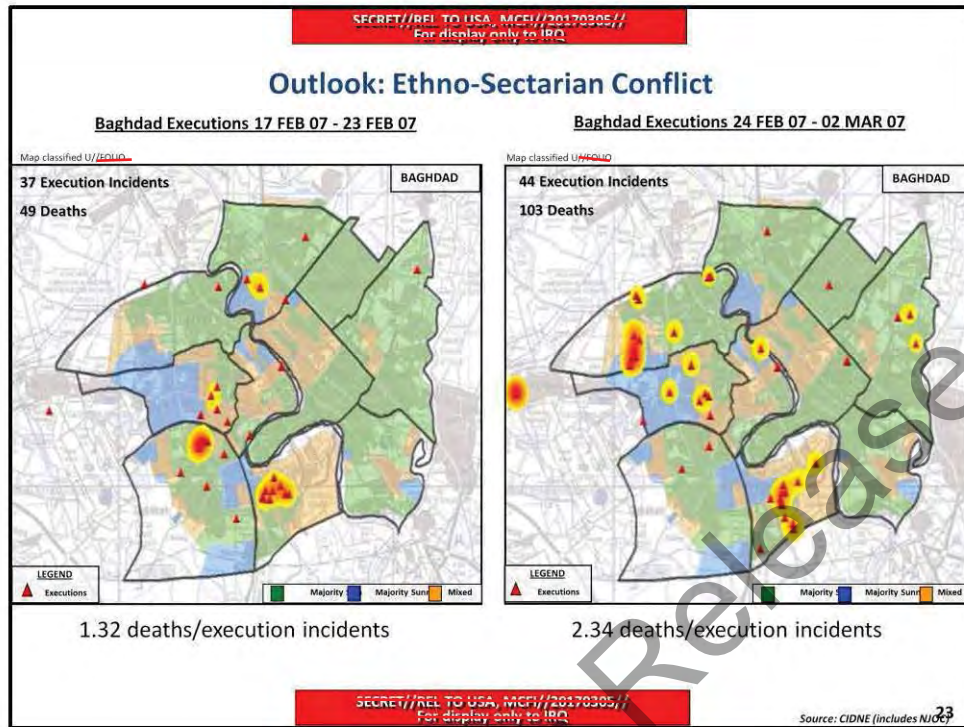 SECRET//REL TO USA, MCFI//20170305//
For display only to IRQ
Outlook: Ethno-Sectarian Conflict
Baghdad Executions 17 FEB 07 - 23 FEB 07
Baghdad Executions 24 FEB 07 - 02 MAR 07
Map classified U//FOUO
Map classified U//FOUO
37 Execution Incidents
BAGHDAD
49 Deaths
44 Execution Incidents
BAGHDAD
103 Deaths
LEGEND
Executions
Majority
Majority Sun
Mixed
LEGEND
Executions
Majority
Majority Sun
Mixed
1.32 deaths/execution incidents
2.34 deaths/execution incidents
Release
SECRET//REL TO USA, MCFI//20170305//
For display only to IRQ
Source: CIDNE (includes NJOC)
23